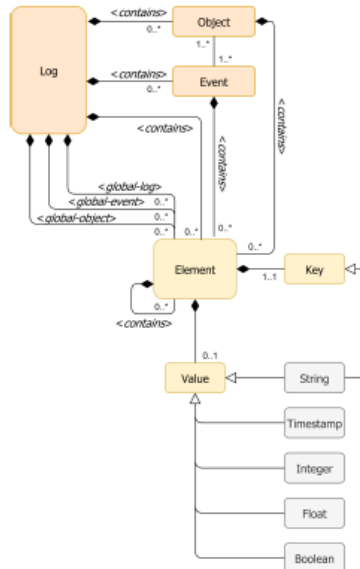 <contains>
Object
0..*
Log
1..*
<contains>
1..*
0..*
Event
<contains>
<contains>
<contains>
<global-log>
0..*
<global-event>
0..*
<global-object>
0..*
0..*
0..*
0..*
Element
Key
1..1
0..*
<contains>
0..1
Value
String
Timestamp
Integer
Float
Boolean